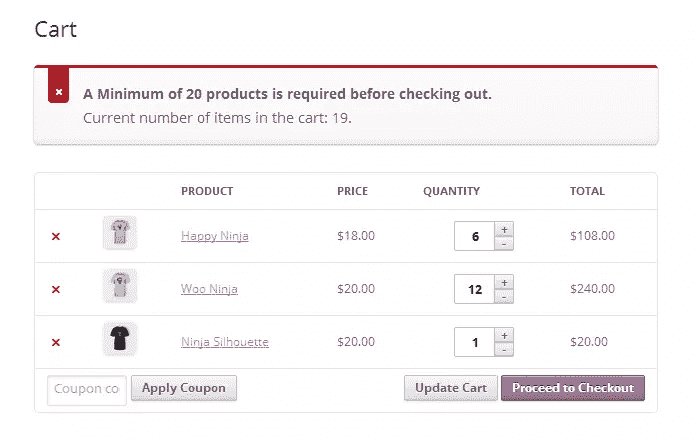 Cart
× A Minimum of 20 products is required before checking out.
Current number of items in the cart: 19.
PRODUCT PRICE QUANTITY TOTAL
× Happy Ninja $18.00 6 + - $108.00
× Woo Ninja $20.00 12 + - $240.00
× Ninja Silhouette $20.00 1 + - $20.00
Coupon co Apply Coupon Update Cart Proceed to Checkout